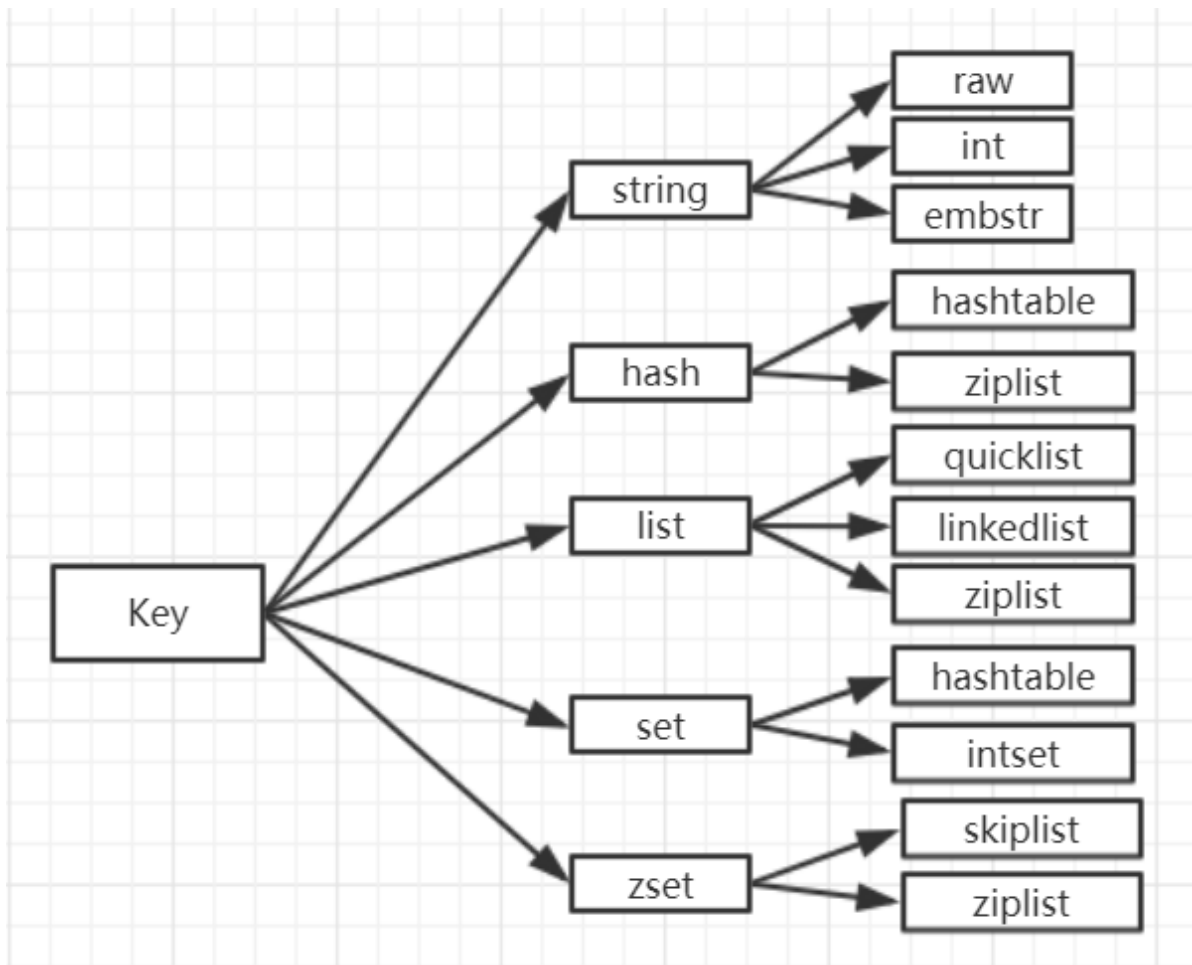 Key
string
raw
int
embstr
hash
hashtable
ziplist
list
quicklist
linkedlist
ziplist
set
hashtable
intset
zset
skiplist
ziplist